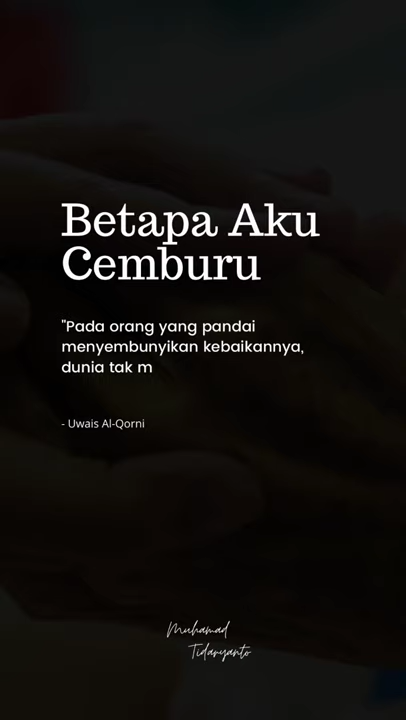 Betapa Aku
Cemburu
"Pada orang yang pandai
menyembunyikan kebaikannya,
dunia tak m
- Uwais Al-Qorni
Muhamad
Tidaryanto